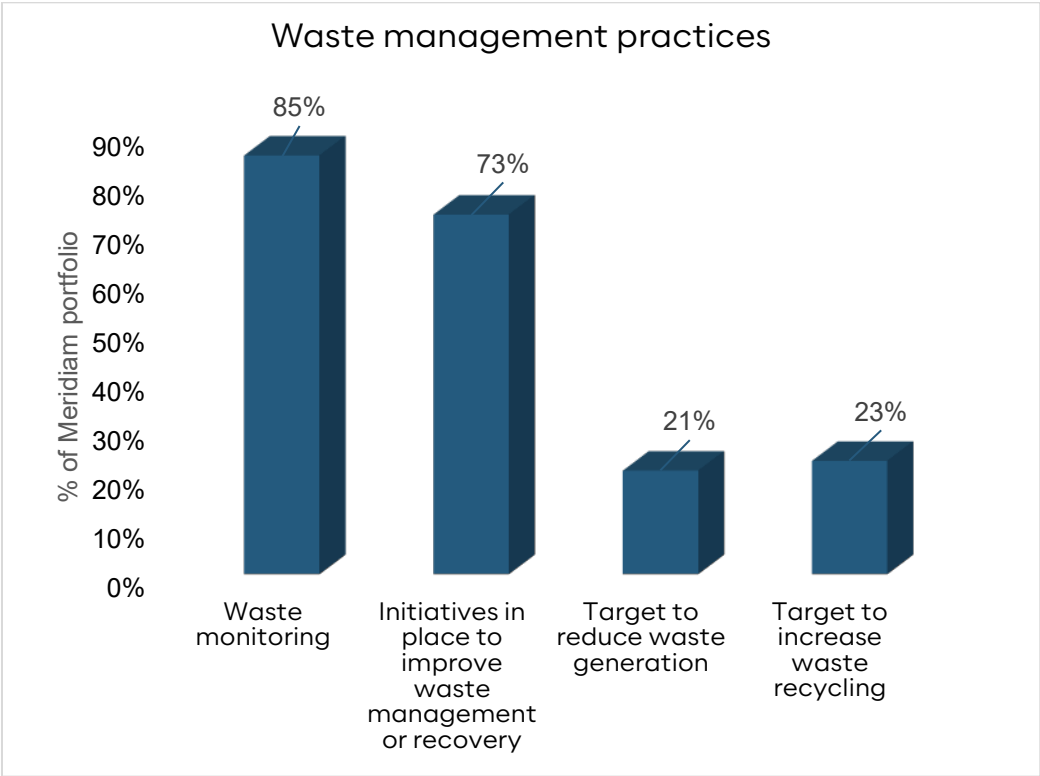 Waste management practices
85%
73%
21%
23%
90%
80%
70%
60%
50%
40%
30%
20%
10%
0%
% of Meridiam portfolio
Waste
monitoring
Initiatives in
place to
improve
waste
management
or recovery
Target to
reduce waste
generation
Target to
increase
waste
recycling